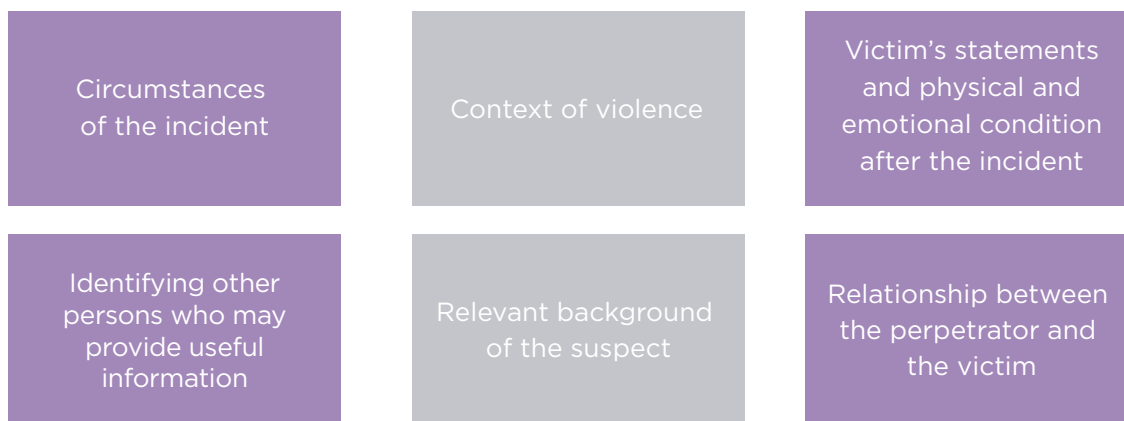 Circumstances
of the incident
Context of violence
Victim’s statements
and physical and
emotional condition
after the incident
Identifying other
persons who may
provide useful
information
Relevant background
of the suspect
Relationship between
the perpetrator and
the victim